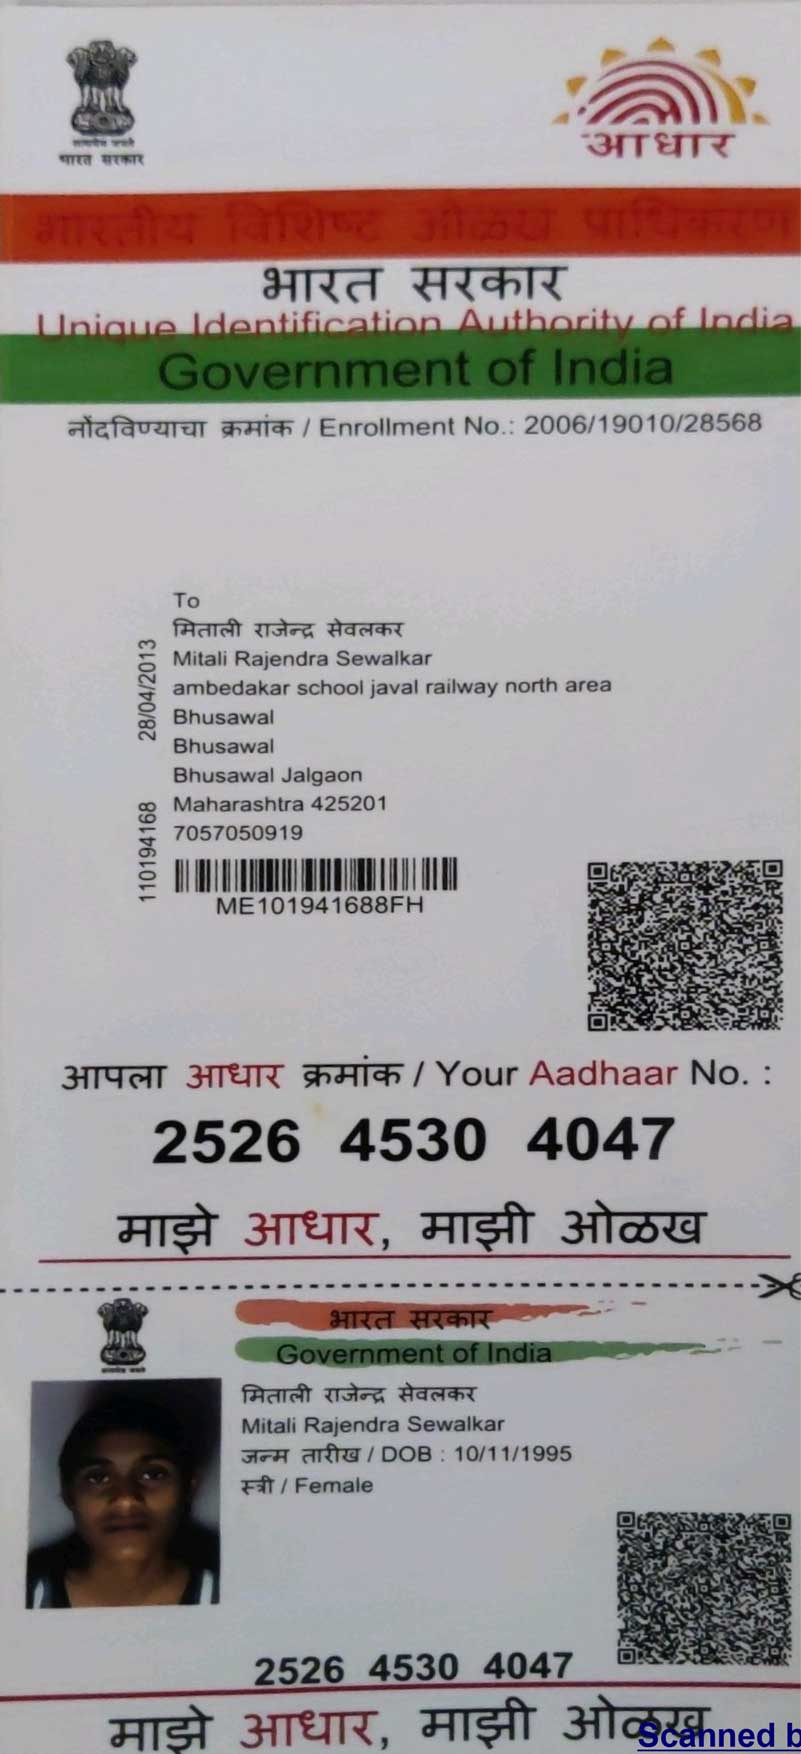 सत्यमेव जयते
भारत सरकार
आधार
भारतीय विशिष्ट ओळख प्राधिकरण
भारत सरकार
Unique Identification Authority of India
Government of India
नोंदविण्याचा क्रमांक / Enrollment No.: 2006/19010/28568
To
मिताली राजेन्द्र सेवलकर
Mitali Rajendra Sewalkar
ambedakar school javal railway north area
Bhusawal
Bhusawal
Bhusawal Jalgaon
Maharashtra 425201
7057050919
28/04/2013
110194168
ME101941688FH
आपला आधार क्रमांक / Your Aadhaar No. :
2526 4530 4047
माझे आधार, माझी ओळख
भारत सरकार
Government of India
मिताली राजेन्द्र सेवलकर
Mitali Rajendra Sewalkar
जन्म तारीख / DOB : 10/11/1995
स्त्री / Female
2526 4530 4047
माझे आधार, माझी ओळख
Scanned b